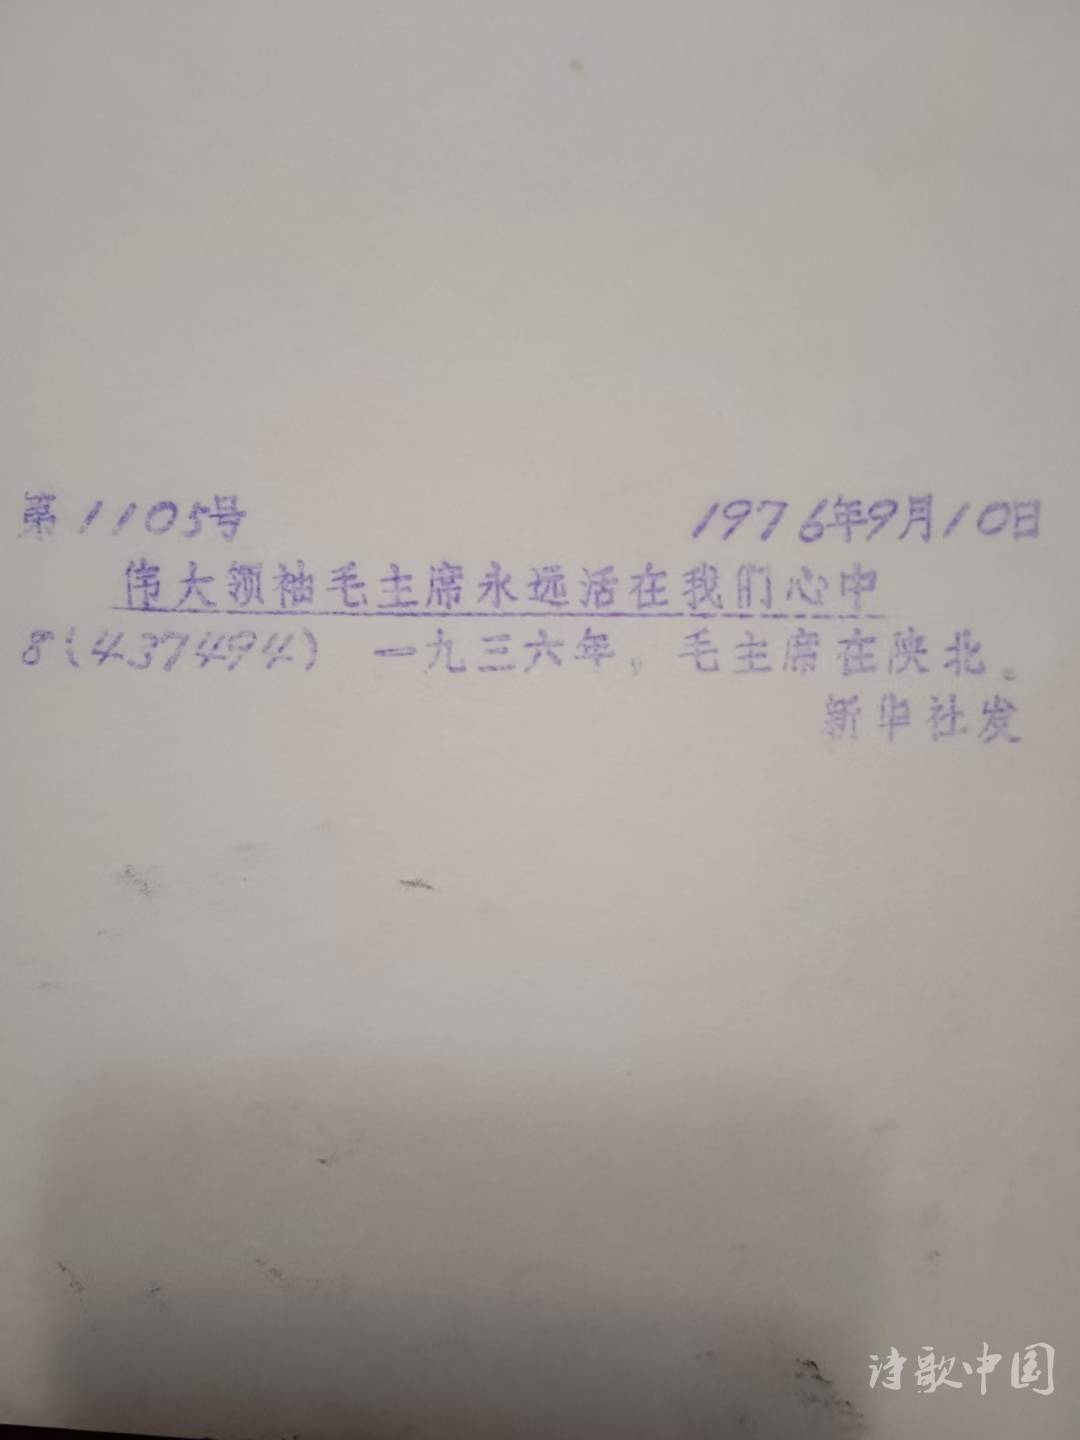 第1105号 1976年9月10日
伟大领袖毛主席永远活在我们心中
8(437494) 一九三六年，毛主席在陕北。
新华社发
诗歌中国